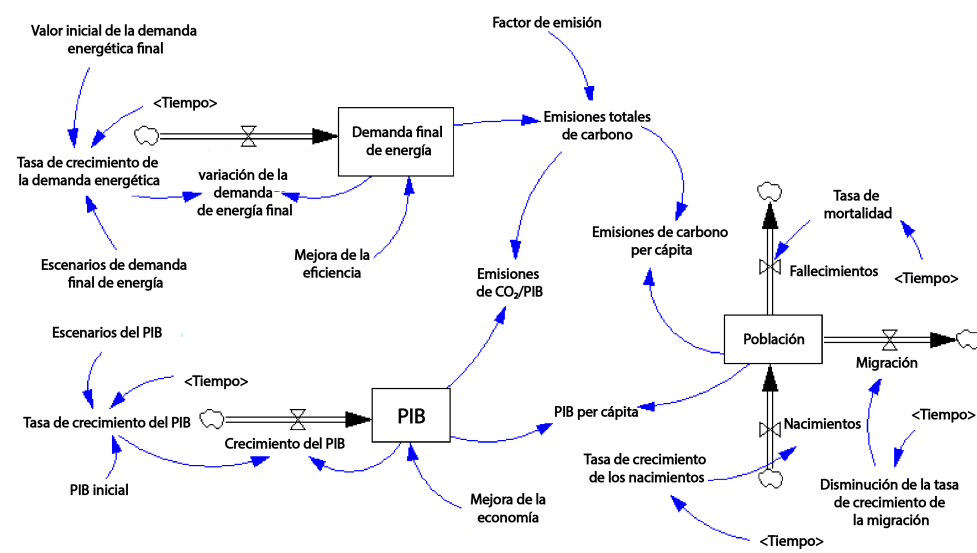 Valor inicial de la demanda
energética final
Factor de emisión
<Tiempo>
Demanda final
de energía
Emisiones totales
de carbono
Tasa de crecimiento de
la demanda energética
variación de la
demanda
de energía final
Tasa de
mortalidad
Emisiones de carbono
per cápita
Mejora de la
eficiencia
Escenarios de demanda
final de energía
Emisiones
de CO₂/PIB
Fallecimientos
<Tiempo>
Escenarios del PIB
Población
Migración
<Tiempo>
Tasa de crecimiento del PIB
Crecimiento del PIB
PIB
PIB per cápita
Nacimientos
<Tiempo>
PIB inicial
Mejora de la
economía
Tasa de crecimiento
de los nacimientos
Disminución de la tasa
de crecimiento de
la migración
<Tiempo>